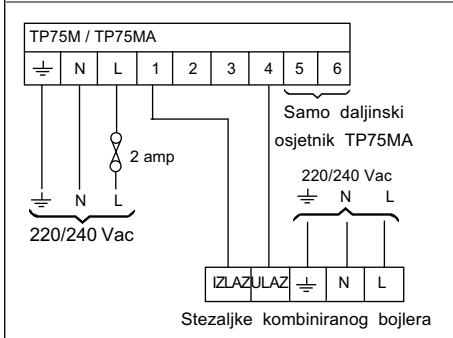 TP75M / TP75MA
⏚ N L 1 2 3 4 5 6
Samo daljinski
osjetnik TP75MA
2 amp
220/240 Vac
⏚ N L
⏚ N L
220/240 Vac
IZLAZ ULAZ ⏚ N L
Stezaljke kombiniranog bojlera